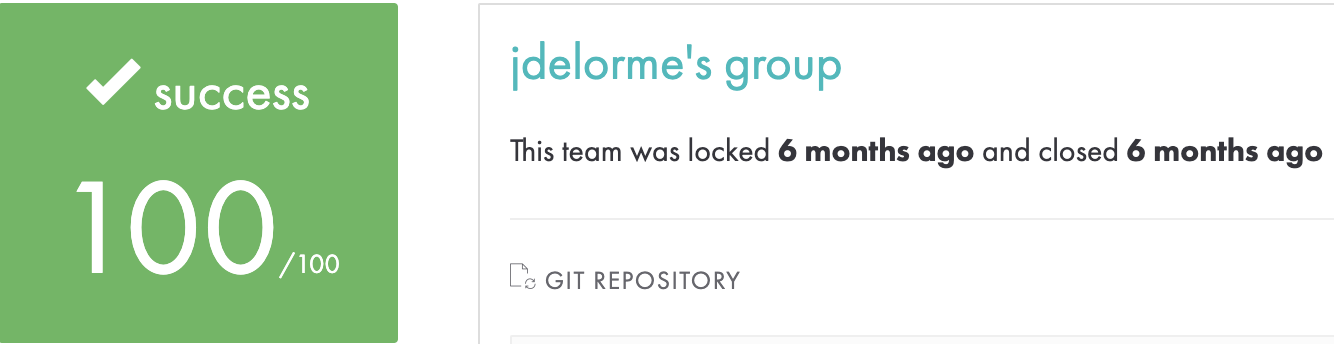 success
100/100
jdelorme's group
This team was locked 6 months ago and closed 6 months ago
GIT REPOSITORY